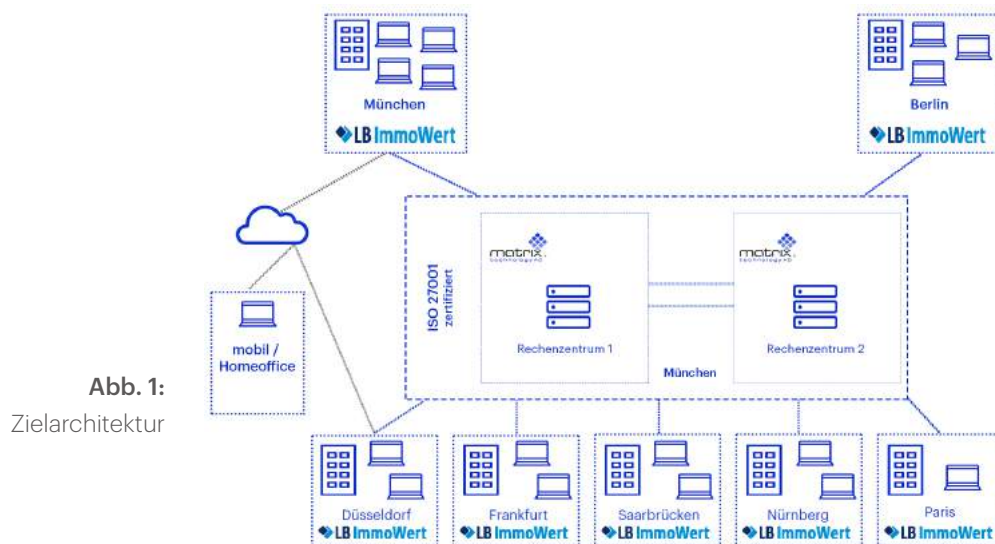 München
LB ImmoWert
Berlin
LB ImmoWert
ISO 27001
zertifiziert
matrix
technology AG
Rechenzentrum 1
matrix
technology AG
Rechenzentrum 2
München
mobil /
Homeoffice
Abb. 1:
Zielarchitektur
Düsseldorf
LB ImmoWert
Frankfurt
LB ImmoWert
Saarbrücken
LB ImmoWert
Nürnberg
LB ImmoWert
Paris
LB ImmoWert